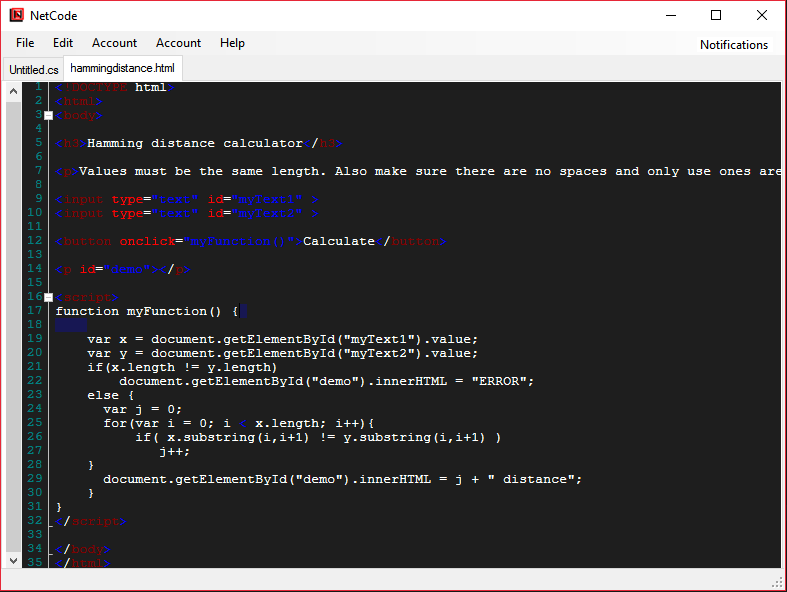 NetCode
File Edit Account Account Help
Notifications
Untitled.cs hammingdistance.html
1 <!DOCTYPE html>
2 <html>
3 <body>
4
5 <h3>Hamming distance calculator</h3>
6
7 <p>Values must be the same length. Also make sure there are no spaces and only use ones are
8
9 <input type="text" id="myText1" >
10 <input type="text" id="myText2" >
11
12 <button onclick="myFunction()">Calculate</button>
13
14 <p id="demo"></p>
15
16 <script>
17 function myFunction() {
18
19 var x = document.getElementById("myText1").value;
20 var y = document.getElementById("myText2").value;
21 if(x.length != y.length)
22 document.getElementById("demo").innerHTML = "ERROR";
23 else {
24 var j = 0;
25 for(var i = 0; i < x.length; i++){
26 if( x.substring(i,i+1) != y.substring(i,i+1) )
27 j++;
28 }
29 document.getElementById("demo").innerHTML = j + " distance";
30 }
31 }
32 </script>
33
34 </body>
35 </html>